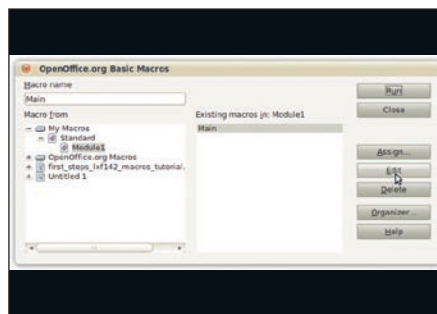 OpenOffice.org Basic Macros
Macro name
Main
Macro from
My Macros
Standard
Module1
OpenOffice.org Macros
first_steps_lxf142_macros_tutorial.
Untitled 1
Existing macros in: Module1
Main
Run
Close
Assign...
Edit
Delete
Organizer...
Help